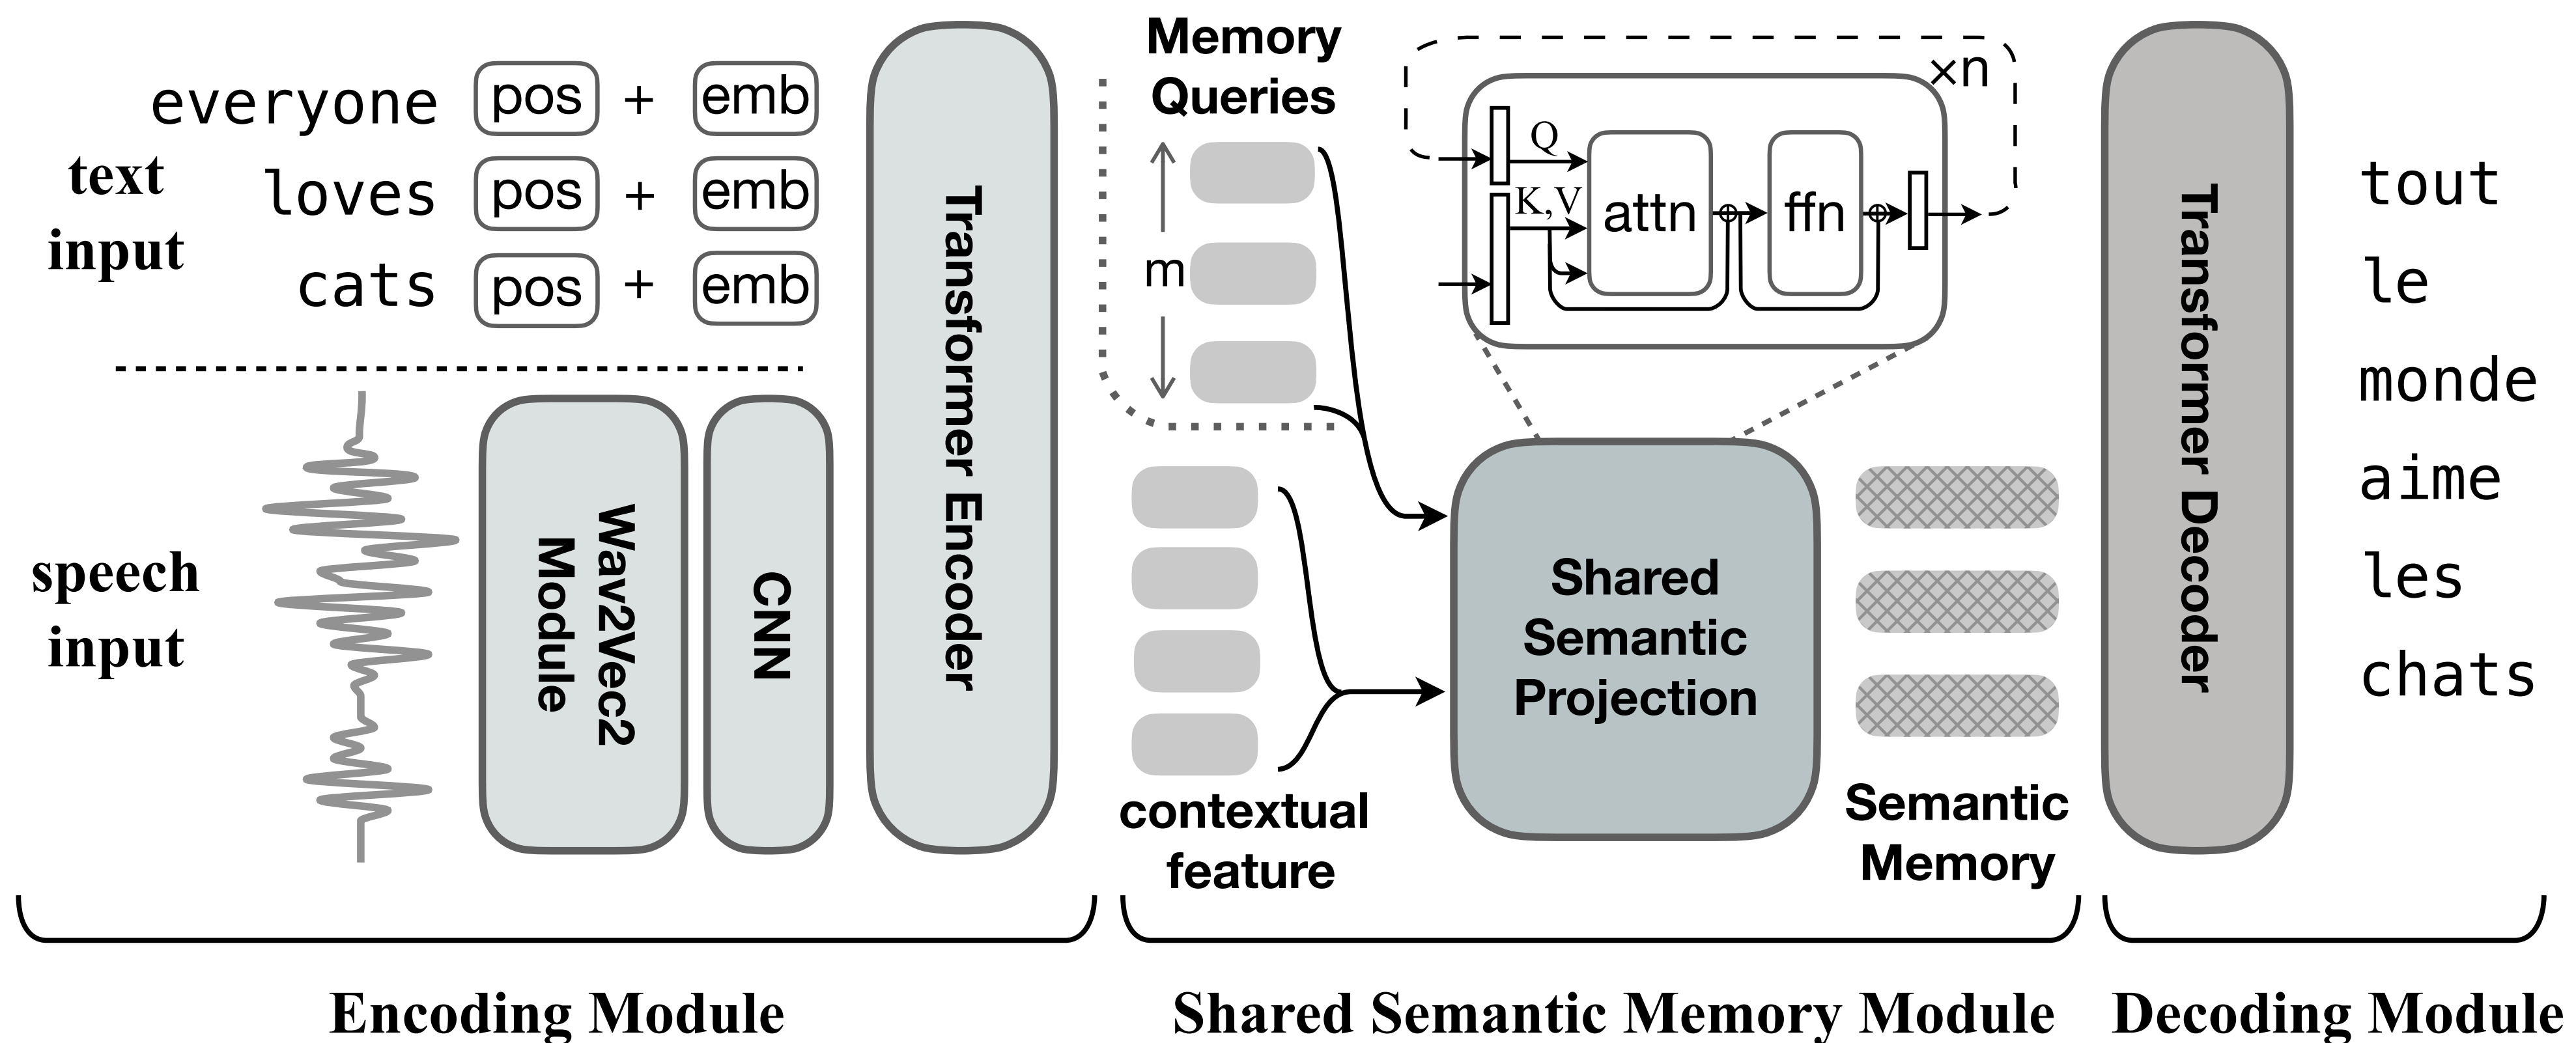 everyone pos + emb
text input
loves pos + emb
cats pos + emb
speech input
Wav2Vec2 Module
CNN
Transformer Encoder
Memory
Queries
m
×n
Q
K,V
attn
ffn
contextual
feature
Shared
Semantic
Projection
Semantic
Memory
Transformer Decoder
tout
le
monde
aime
les
chats
Encoding Module
Shared Semantic Memory Module
Decoding Module